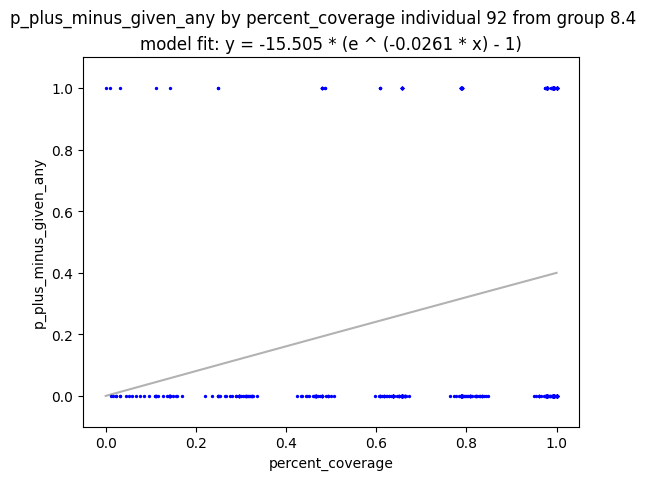 p_plus_minus_given_any by percent_coverage individual 92 from group 8.4
model fit: y = -15.505 * (e ^ (-0.0261 * x) - 1)
1.0
0.8
0.6
0.4
0.2
0.0
p_plus_minus_given_any
0.0 0.2 0.4 0.6 0.8 1.0
percent_coverage